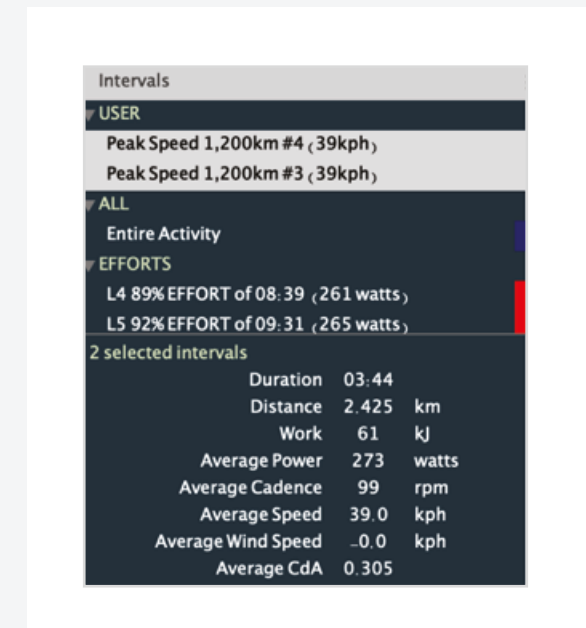 Intervals
USER
Peak Speed 1,200km #4 (39kph)
Peak Speed 1,200km #3 (39kph)
ALL
Entire Activity
EFFORTS
L4 89% EFFORT of 08:39 (261 watts)
L5 92% EFFORT of 09:31 (265 watts)
2 selected intervals
Duration 03:44
Distance 2.425 km
Work 61 kJ
Average Power 273 watts
Average Cadence 99 rpm
Average Speed 39.0 kph
Average Wind Speed -0.0 kph
Average CdA 0.305